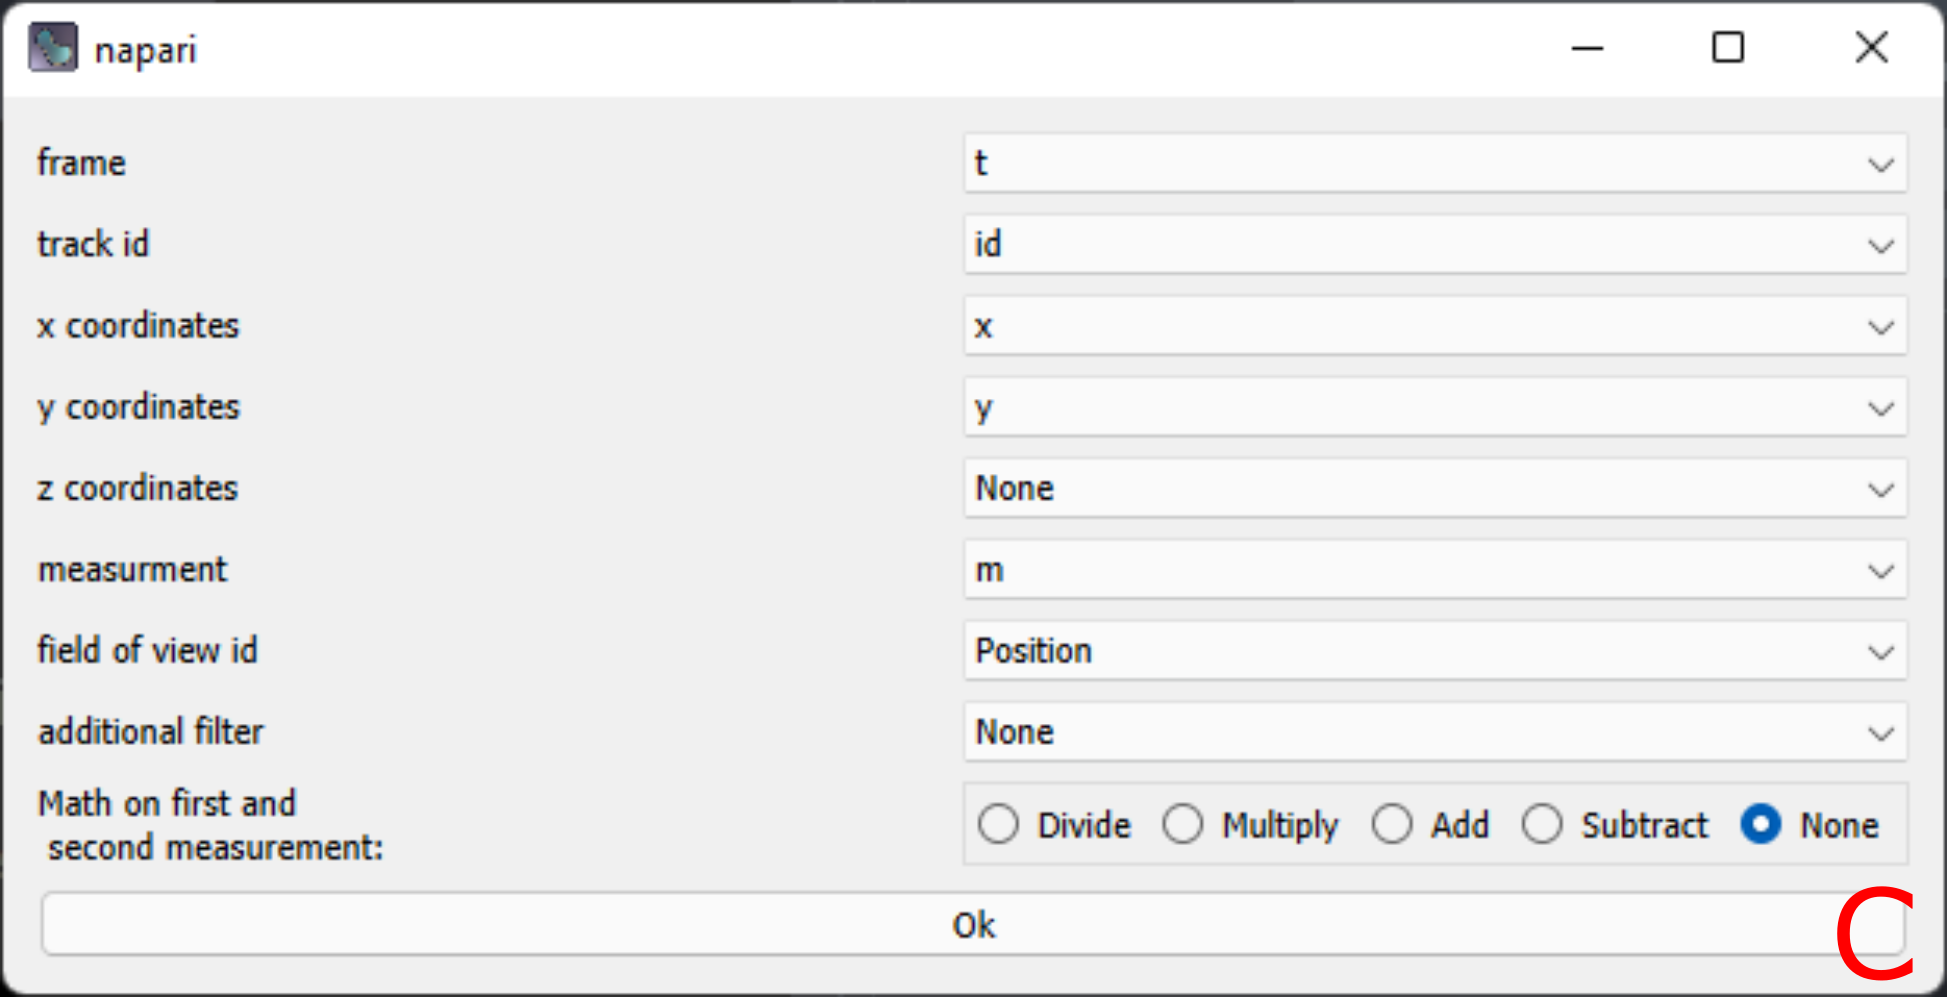 napari
frame t
track id id
x coordinates x
y coordinates y
z coordinates None
measurment m
field of view id Position
additional filter None
Math on first and
second measurement:
Divide Multiply Add Subtract None
Ok
C